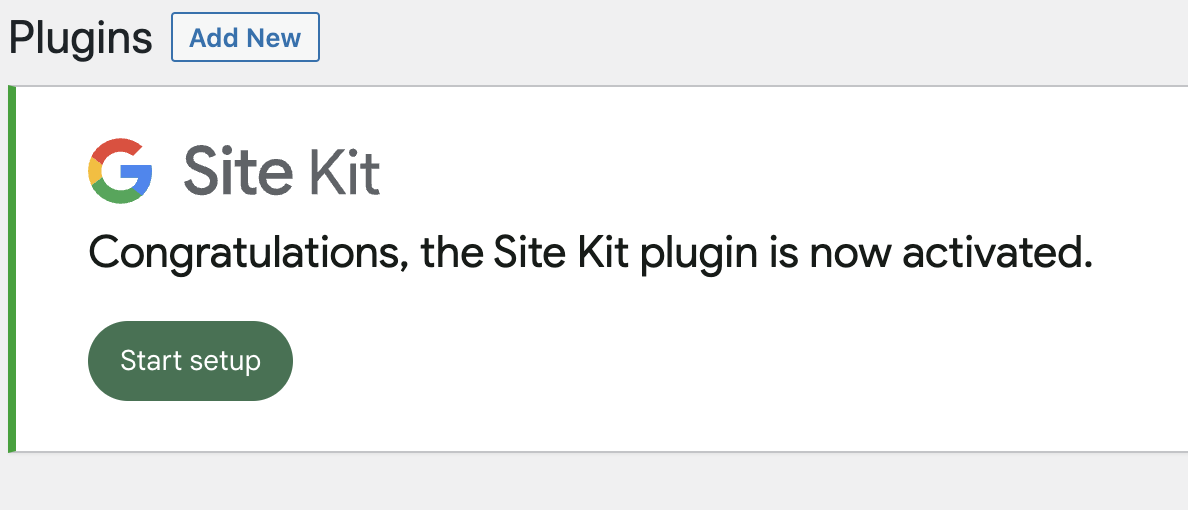 Plugins Add New
Site Kit
Congratulations, the Site Kit plugin is now activated.
Start setup